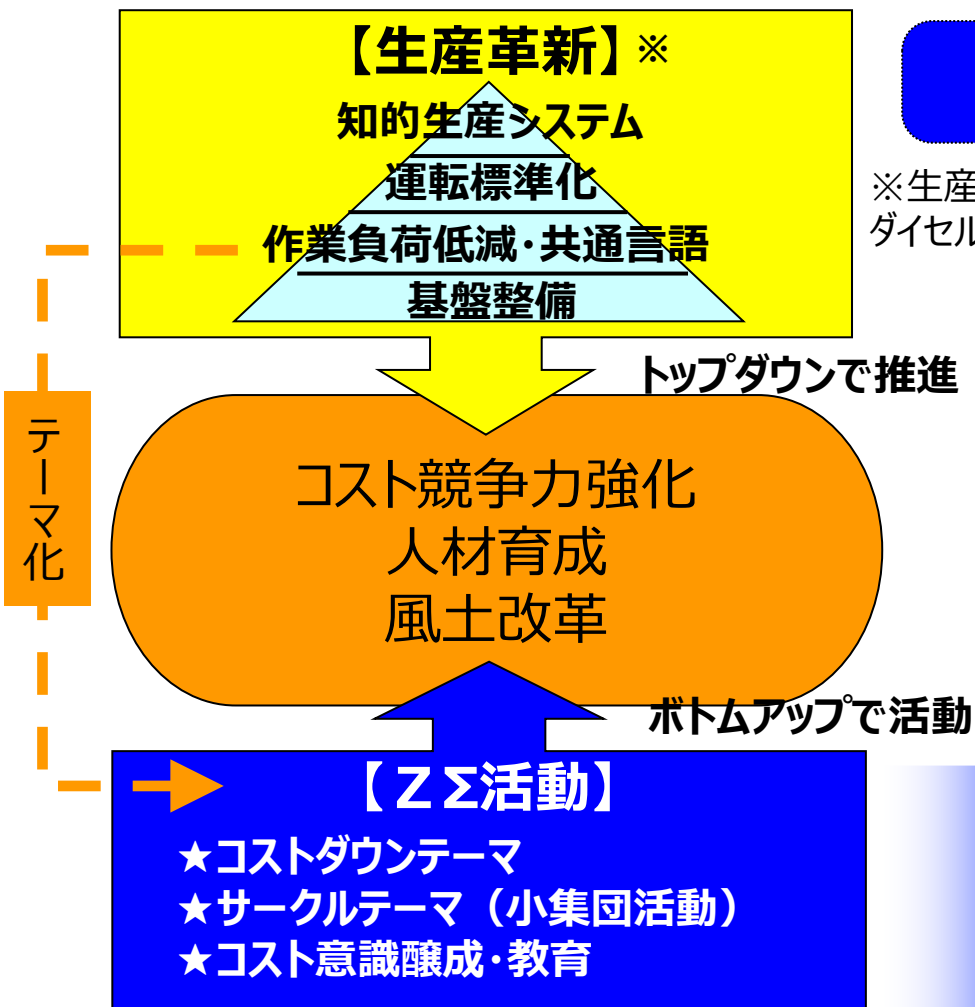 【生産革新】※
知的生産システム
運転標準化
作業負荷低減・共通言語
基盤整備
※生産
ダイセル
トップダウンで推進
テーマ化
コスト競争力強化
人材育成
風土改革
ボトムアップで活動
【ZΣ活動】
★コストダウンテーマ
★サークルテーマ（小集団活動）
★コスト意識醸成・教育